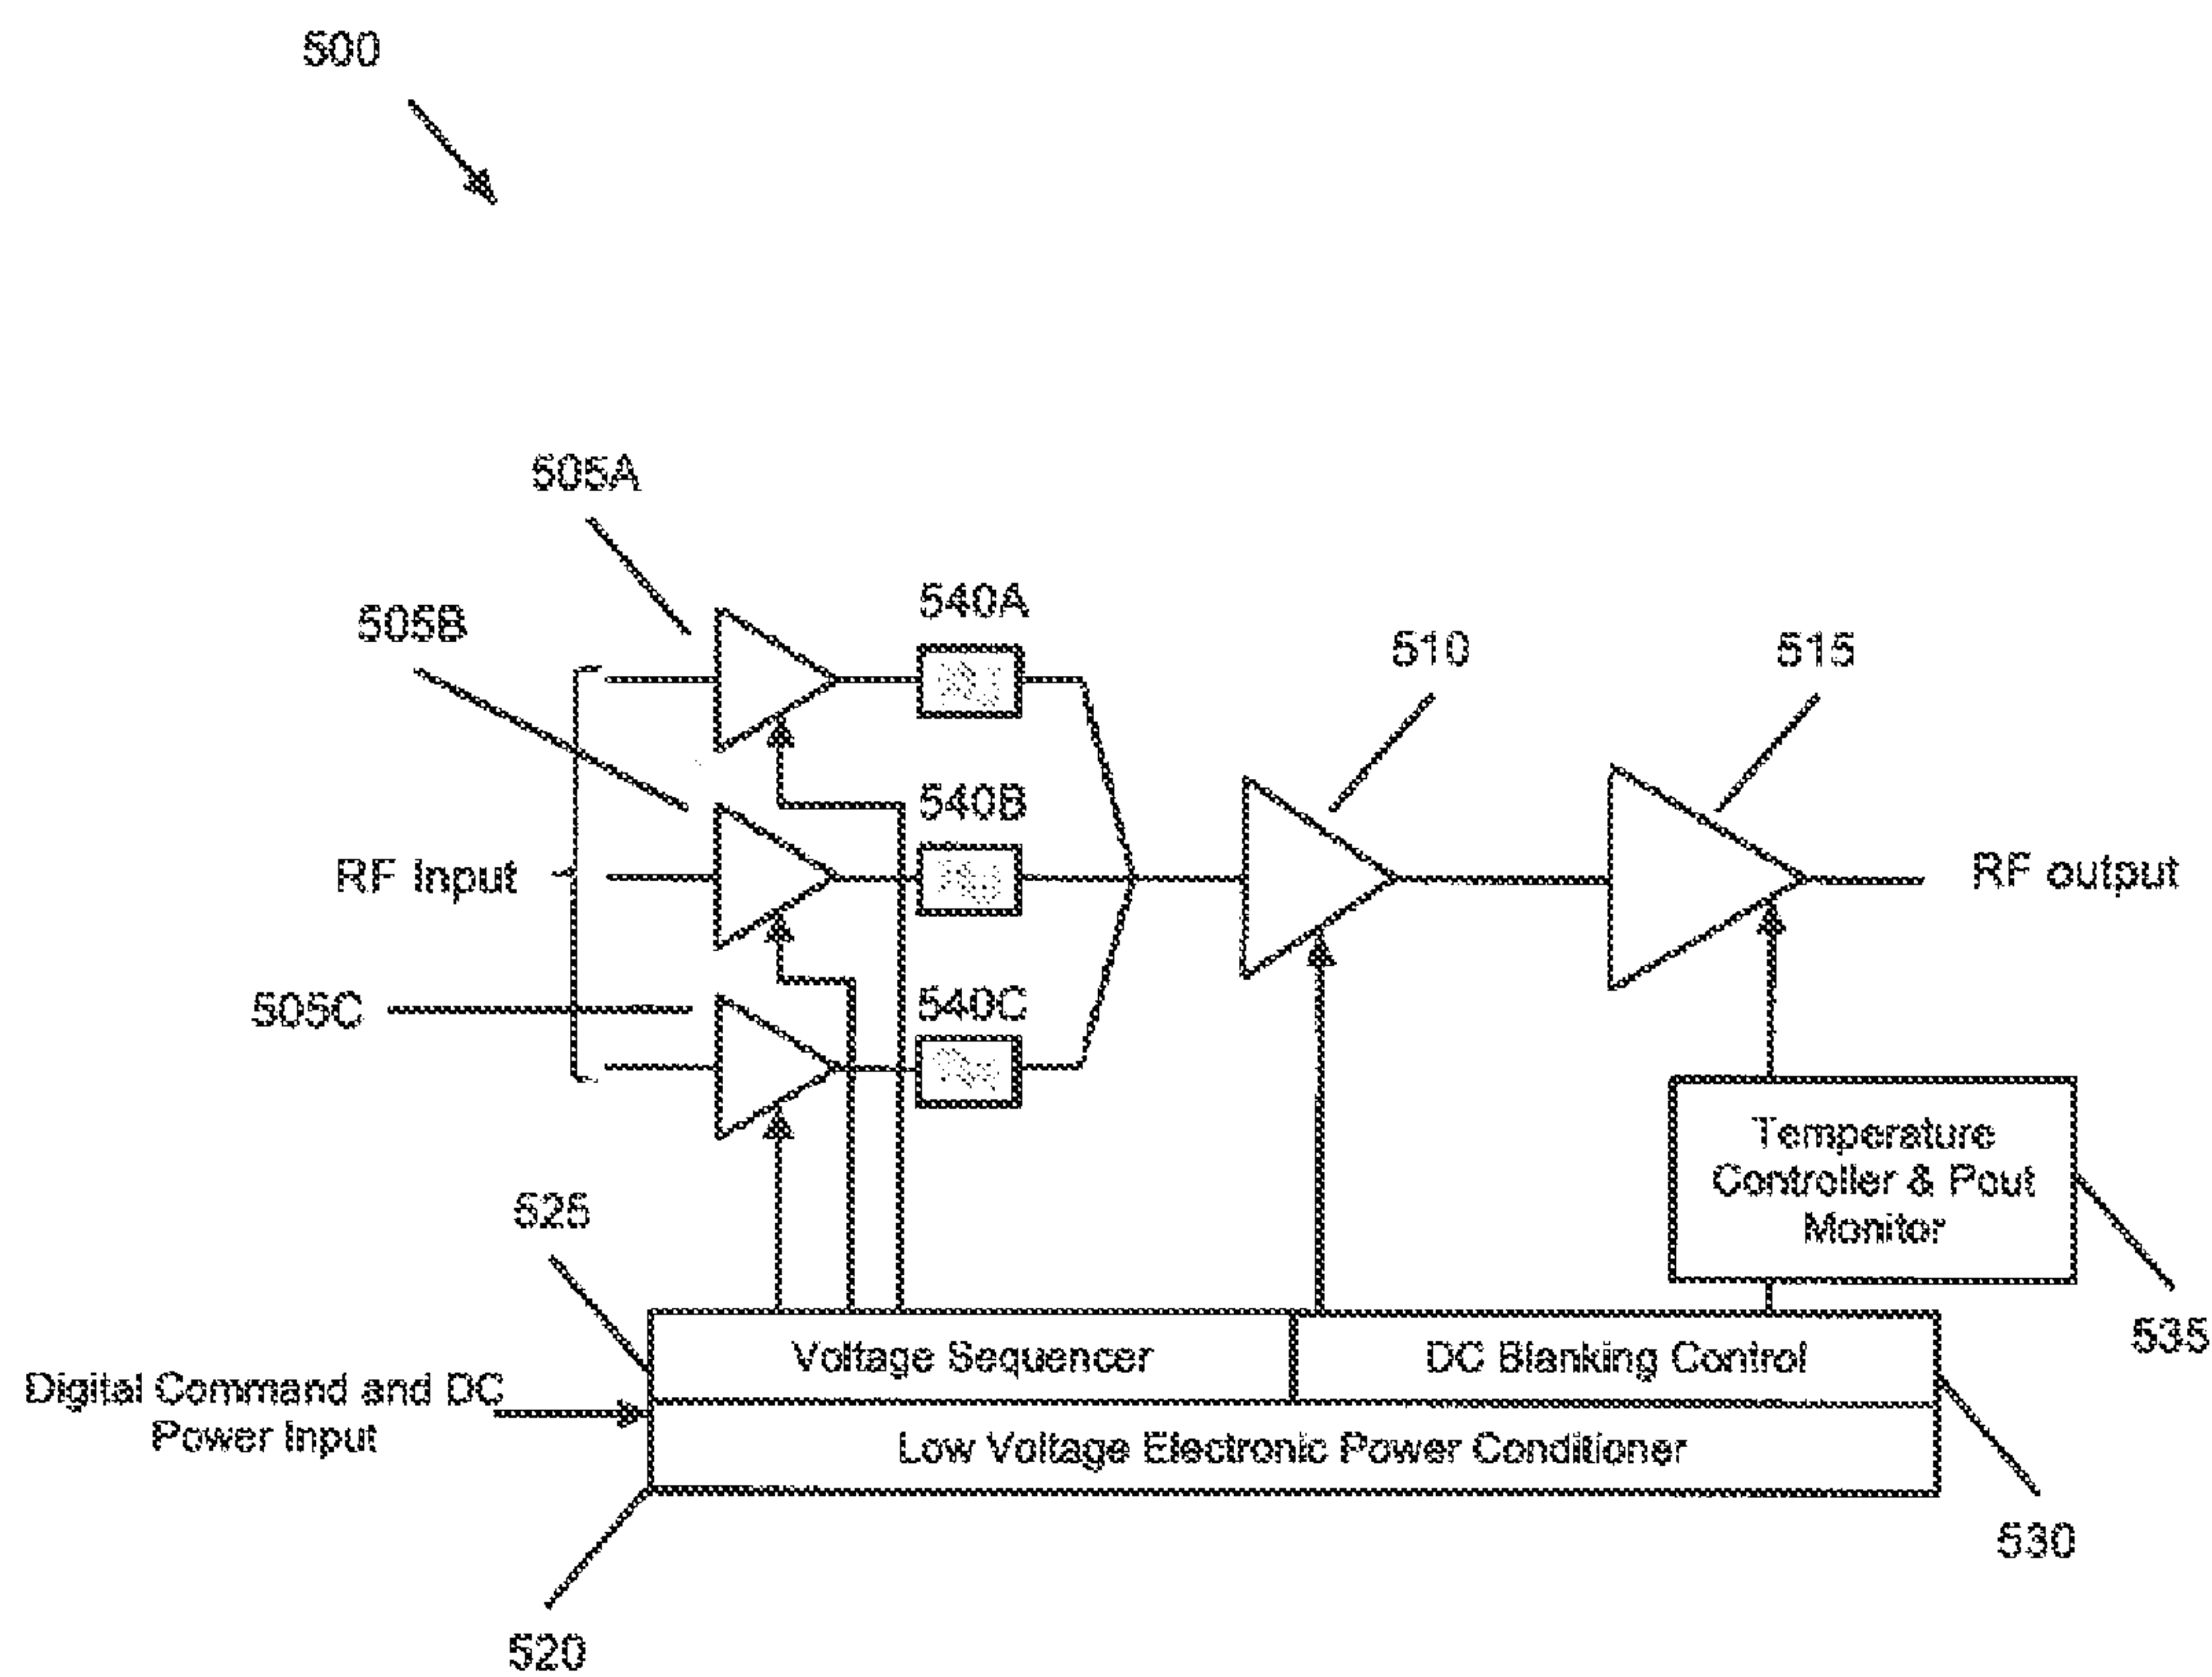 500
505A
540A
505B
510
515
540B
RF Input
RF output
505C
540C
Temperature
Controller & Pout
Monitor
525
535
Voltage Sequencer
DC Blanking Control
Digital Command and DC
Power Input
Low Voltage Electronic Power Conditioner
530
520